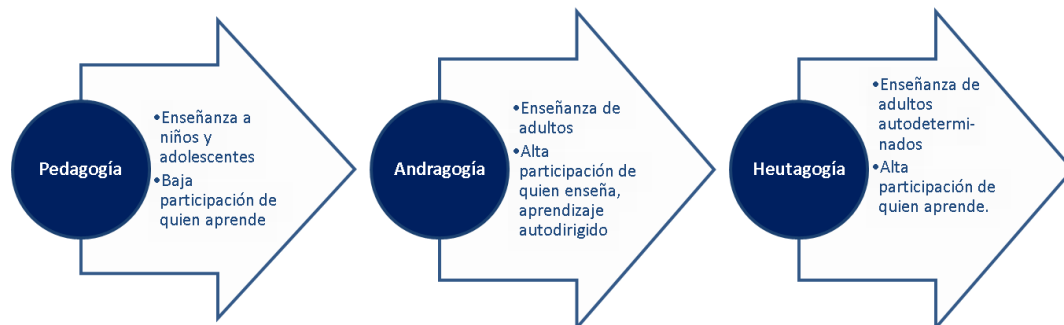 Pedagogía
•Enseñanza a
niños y
adolescentes
•Baja
participación de
quien aprende
Andragogía
•Enseñanza de
adultos
•Alta
participación de
quien enseña,
aprendizaje
autodirigido
Heutagogía
•Enseñanza de
adultos
autodetermi-
nados
•Alta
participación de
quien aprende.